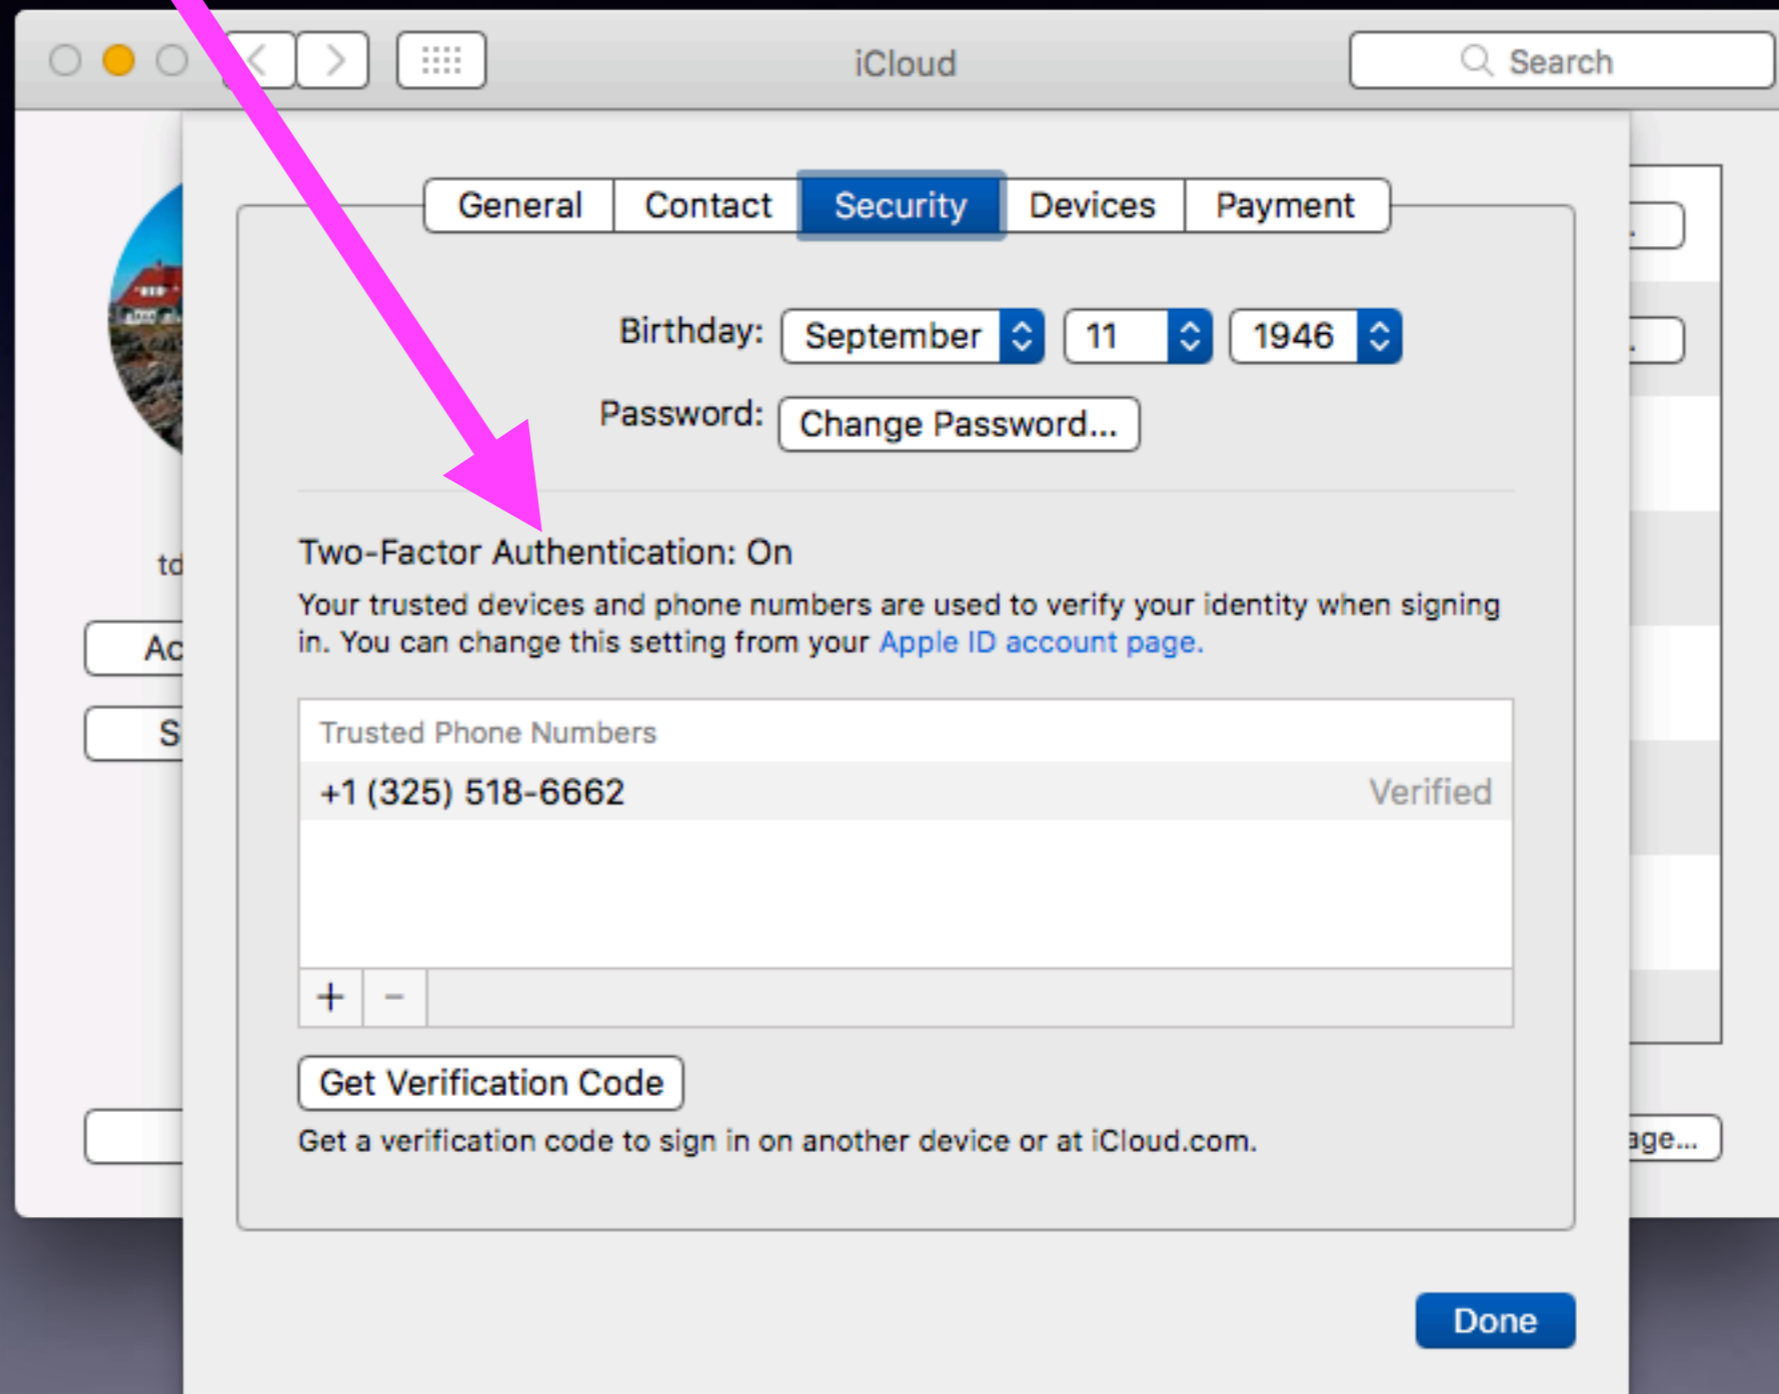 iCloud
Search
General Contact Security Devices Payment
Birthday: September 11 1946
Password: Change Password...
Two-Factor Authentication: On
Your trusted devices and phone numbers are used to verify your identity when signing
in. You can change this setting from your Apple ID account page.
Trusted Phone Numbers
+1 (325) 518-6662 Verified
+ −
Get Verification Code
Get a verification code to sign in on another device or at iCloud.com.
Done